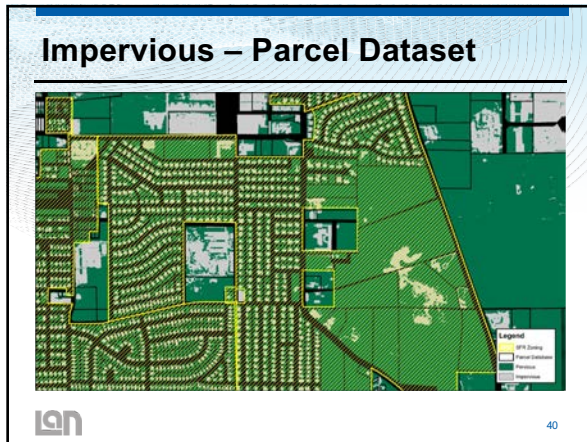 Impervious – Parcel Dataset
Legend
SFR Zoning
Parcel Database
Pervious
Impervious
Lan
40